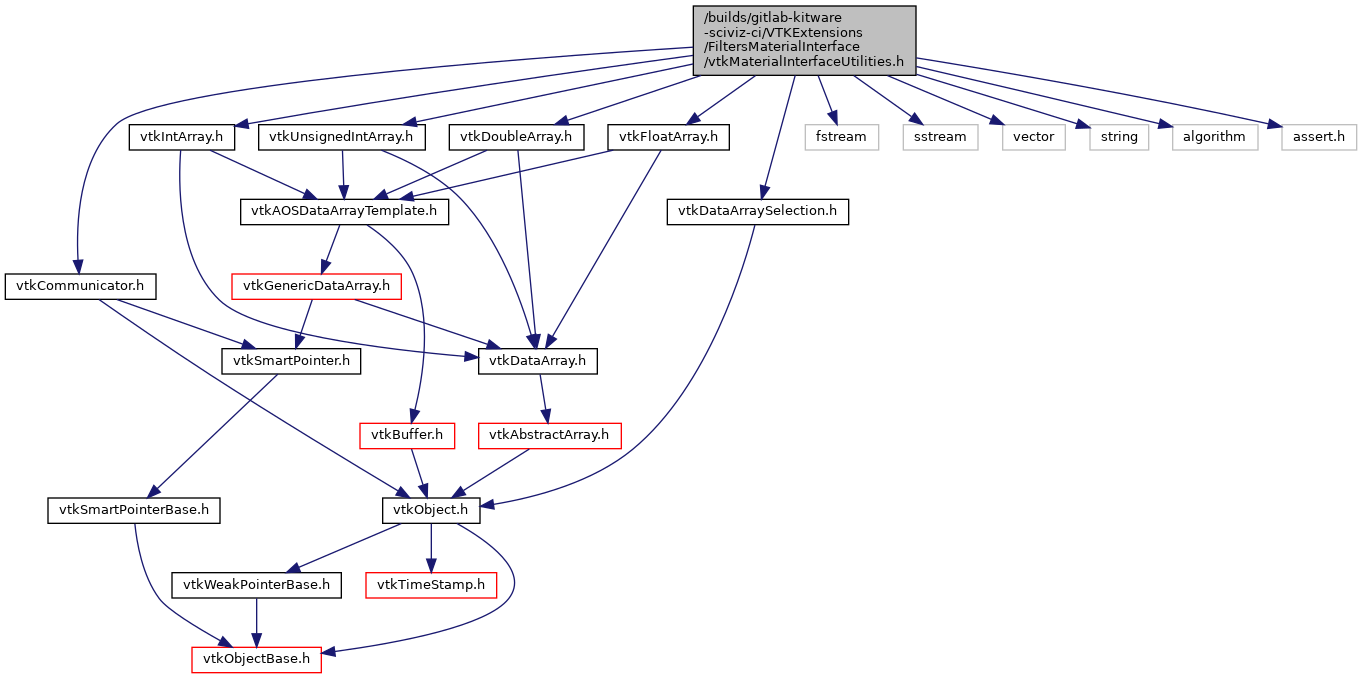 /builds/gitlab-kitware
-sciviz-ci/VTKExtensions
/FiltersMaterialInterface
/vtkMaterialInterfaceUtilities.h
vtkIntArray.h
vtkUnsignedIntArray.h
vtkDoubleArray.h
vtkFloatArray.h
fstream
sstream
vector
string
algorithm
assert.h
vtkAOSDataArrayTemplate.h
vtkDataArraySelection.h
vtkCommunicator.h
vtkGenericDataArray.h
vtkSmartPointer.h
vtkDataArray.h
vtkBuffer.h
vtkAbstractArray.h
vtkSmartPointerBase.h
vtkObject.h
vtkWeakPointerBase.h
vtkTimeStamp.h
vtkObjectBase.h